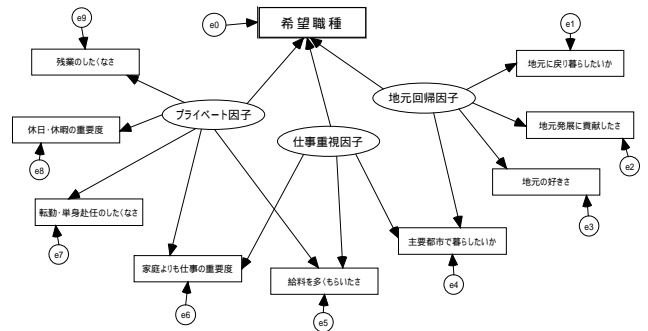 e9
e0
希望職種
e1
残業のしたくなさ
地元に戻り暮らしたいか
プライベート因子
地元回帰因子
休日・休暇の重要度
仕事重視因子
地元発展に貢献したさ
e8
e2
地元の好きさ
転勤・単身赴任のしたくなさ
e3
e7
主要都市で暮らしたいか
家庭よりも仕事の重要度
給料を多くもらいたさ
e4
e6
e5